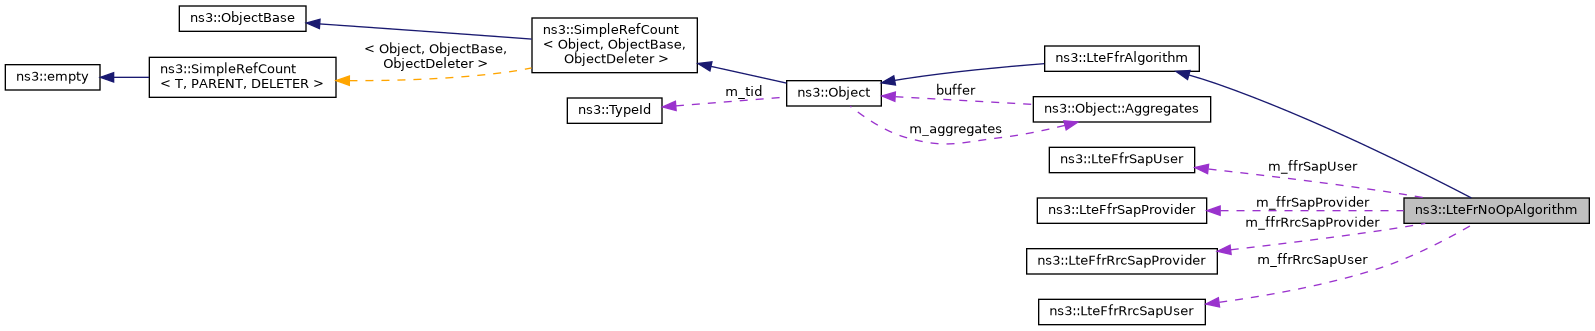 ns3::ObjectBase
ns3::SimpleRefCount
< Object, ObjectBase,
ObjectDeleter >
< Object, ObjectBase,
ObjectDeleter >
ns3::empty
ns3::SimpleRefCount
< T, PARENT, DELETER >
ns3::TypeId
m_tid
ns3::Object
ns3::LteFfrAlgorithm
buffer
ns3::Object::Aggregates
m_aggregates
ns3::LteFfrSapUser
m_ffrSapUser
ns3::LteFfrSapProvider
m_ffrSapProvider
ns3::LteFrNoOpAlgorithm
m_ffrRrcSapProvider
ns3::LteFfrRrcSapProvider
m_ffrRrcSapUser
ns3::LteFfrRrcSapUser